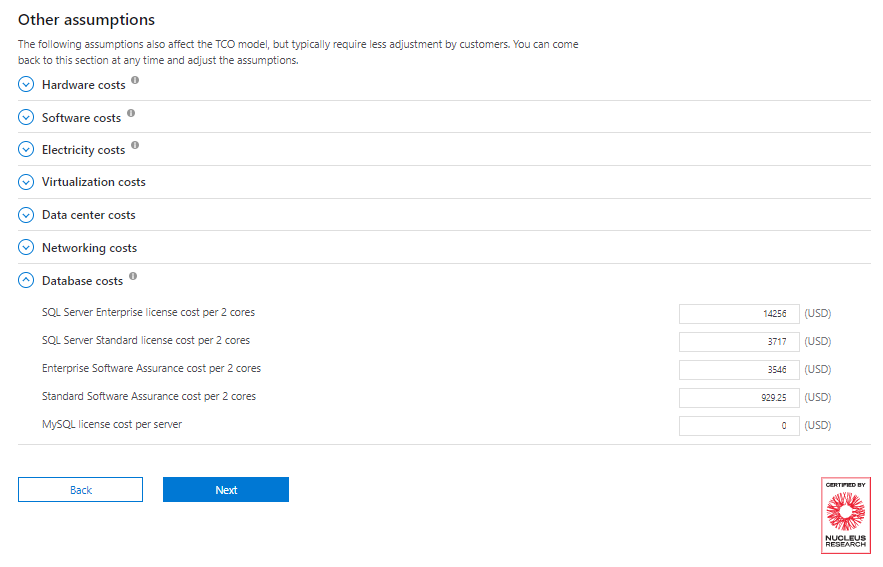 Other assumptions
The following assumptions also affect the TCO model, but typically require less adjustment by customers. You can come
back to this section at any time and adjust the assumptions.
Hardware costs
Software costs
Electricity costs
Virtualization costs
Data center costs
Networking costs
Database costs
SQL Server Enterprise license cost per 2 cores 14256 (USD)
SQL Server Standard license cost per 2 cores 3717 (USD)
Enterprise Software Assurance cost per 2 cores 3546 (USD)
Standard Software Assurance cost per 2 cores 929.25 (USD)
MySQL license cost per server 0 (USD)
Back Next
CERTIFIED BY
NUCLEUS
RESEARCH